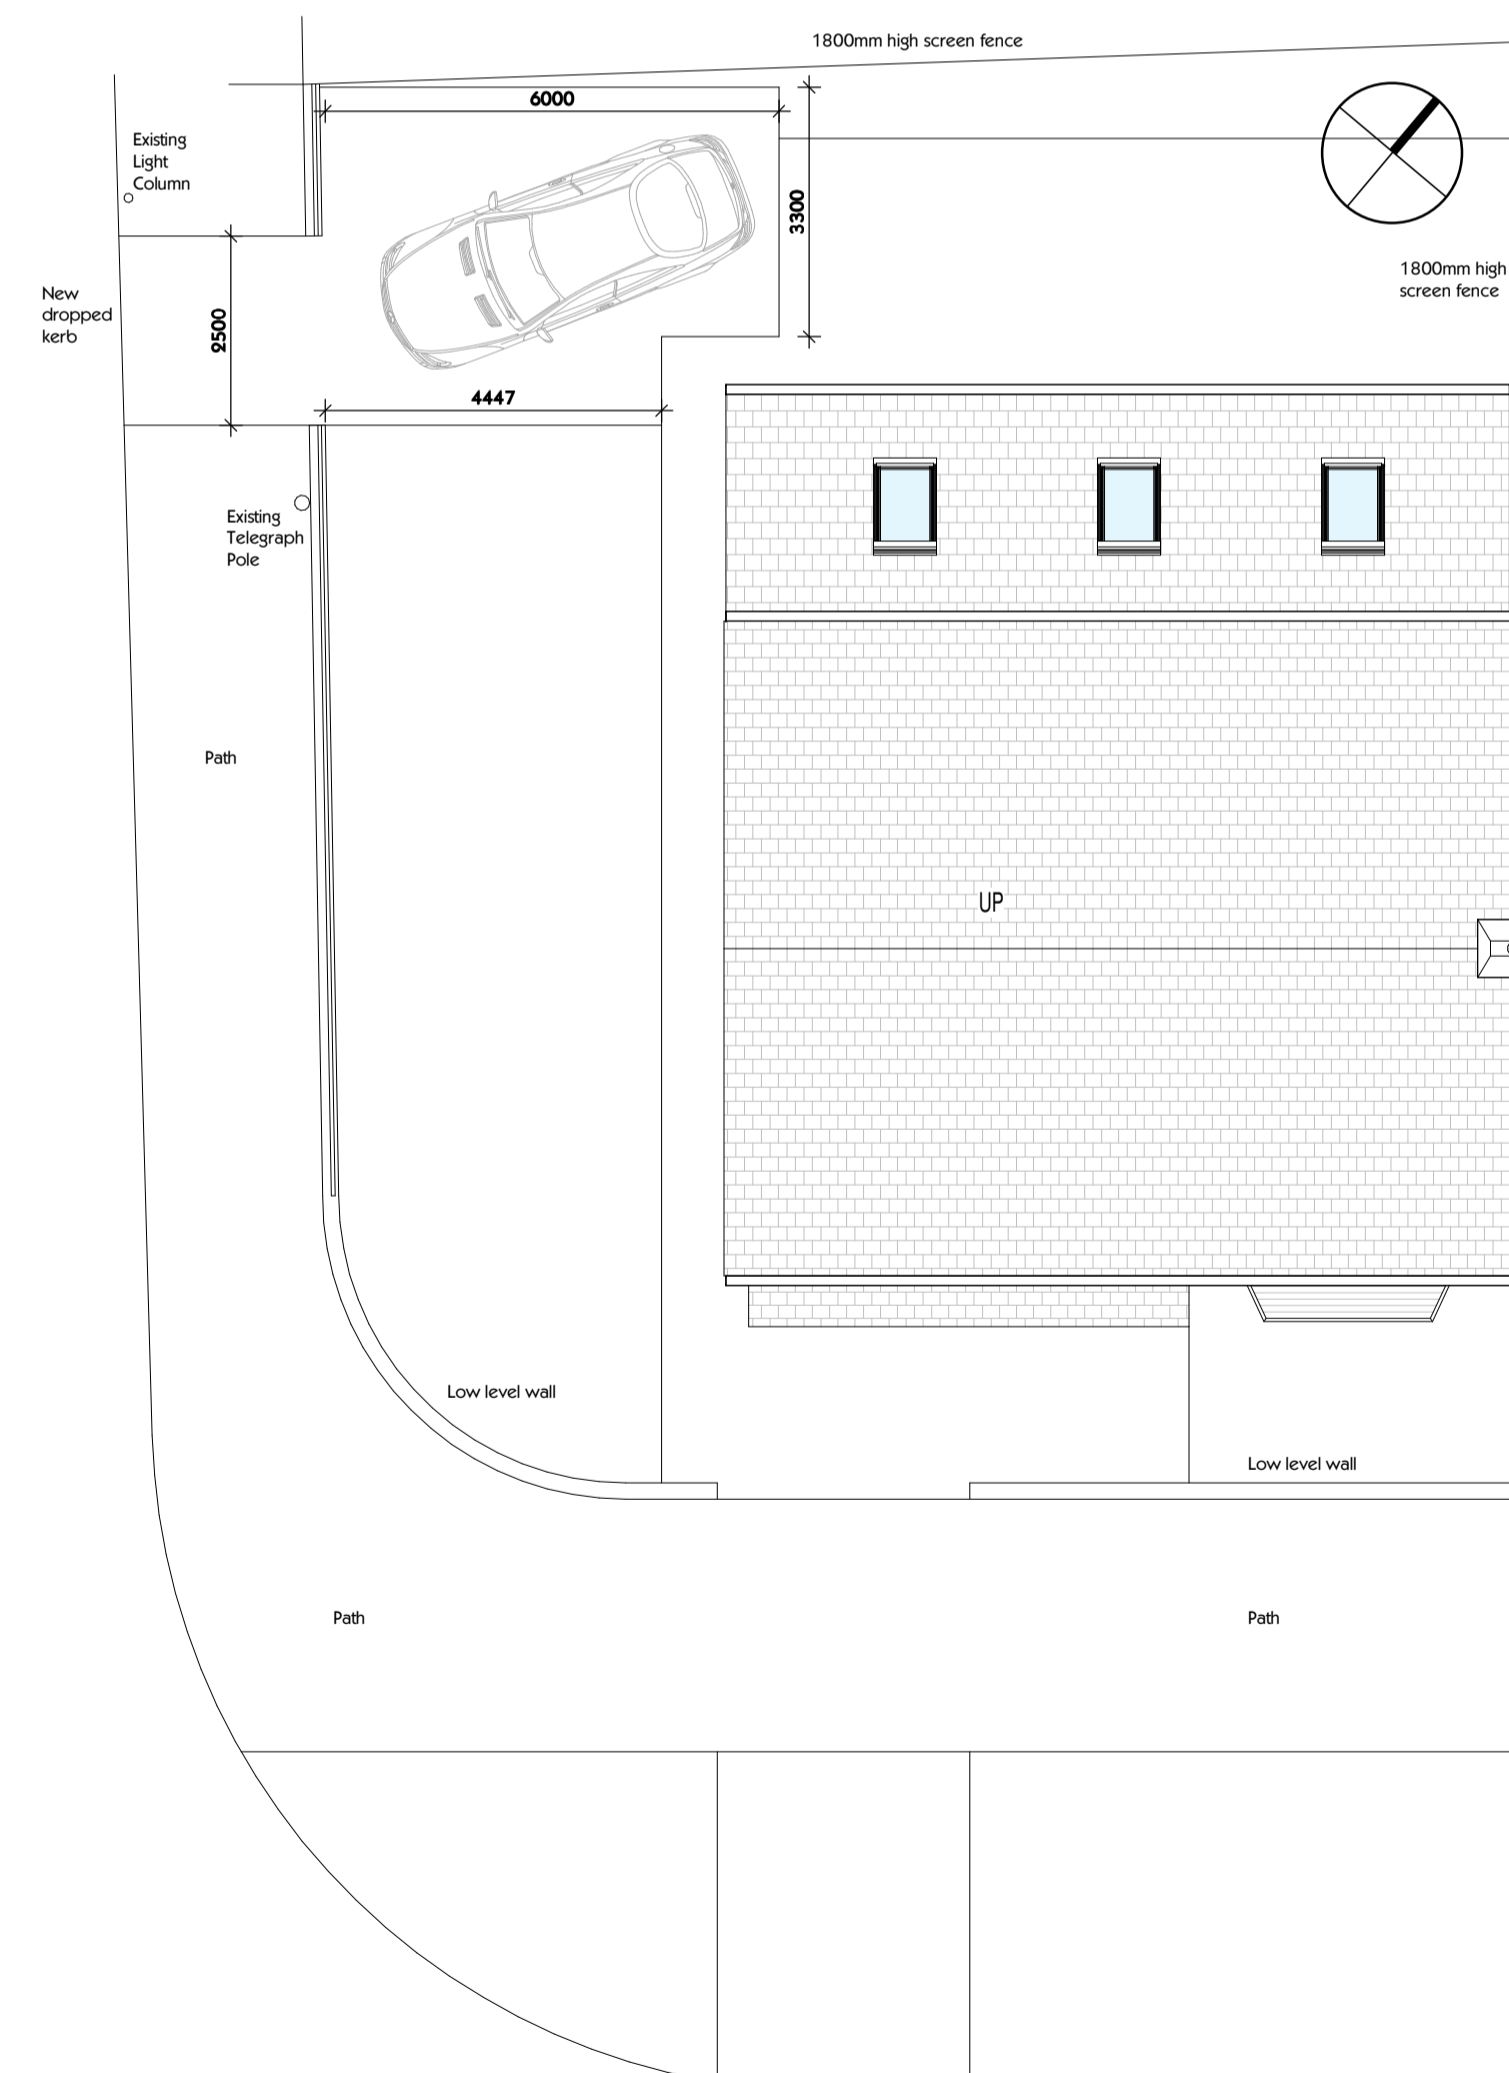 1800mm high screen fence
6000
Existing
Light
Column
3300
1800mm high
screen fence
New
dropped
kerb
2500
4447
Existing
Telegraph
Pole
Path
UP
Low level wall
Low level wall
Path
Path